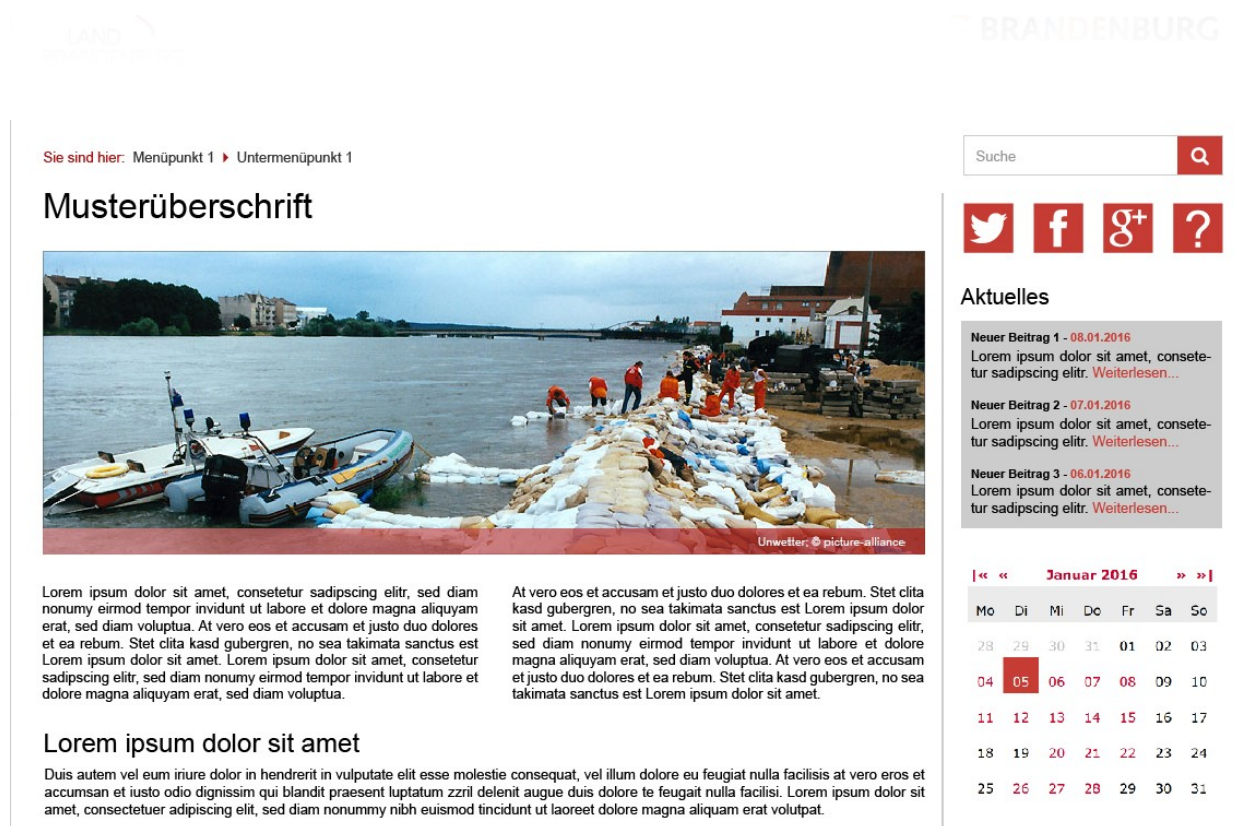 LAND
BRANDENBURG
Sie sind hier: Menüpunkt 1 Untermenüpunkt 1
Musterüberschrift
Unwetter; © picture-alliance
Lorem ipsum dolor sit amet, consetetur sadipscing elitr, sed diam
nonumy eirmod tempor invidunt ut labore et dolore magna aliquyam
erat, sed diam voluptua. At vero eos et accusam et justo duo dolores
et ea rebum. Stet clita kasd gubergren, no sea takimata sanctus est
Lorem ipsum dolor sit amet. Lorem ipsum dolor sit amet, consetetur
sadipscing elitr, sed diam nonumy eirmod tempor invidunt ut labore et
dolore magna aliquyam erat, sed diam voluptua.
At vero eos et accusam et justo duo dolores et ea rebum. Stet clita
kasd gubergren, no sea takimata sanctus est Lorem ipsum dolor
sit amet. Lorem ipsum dolor sit amet, consetetur sadipscing elitr,
sed diam nonumy eirmod tempor invidunt ut labore et dolore
magna aliquyam erat, sed diam voluptua. At vero eos et accusam
et justo duo dolores et ea rebum. Stet clita kasd gubergren, no sea
takimata sanctus est Lorem ipsum dolor sit amet.
Lorem ipsum dolor sit amet
Duis autem vel eum iriure dolor in hendrerit in vulputate elit esse molestie consequat, vel illum dolore eu feugiat nulla facilisis at vero eros et
accumsan et iusto odio dignissim qui blandit praesent luptatum zzril delenit augue duis dolore te feugait nulla facilisi. Lorem ipsum dolor sit
amet, consectetuer adipiscing elit, sed diam nonummy nibh euismod tincidunt ut laoreet dolore magna aliquam erat volutpat.
Suche
f g+ ?
Aktuelles
Neuer Beitrag 1 - 08.01.2016
Lorem ipsum dolor sit amet, consete-
tur sadipscing elitr. Weiterlesen...
Neuer Beitrag 2 - 07.01.2016
Lorem ipsum dolor sit amet, consete-
tur sadipscing elitr. Weiterlesen...
Neuer Beitrag 3 - 06.01.2016
Lorem ipsum dolor sit amet, consete-
tur sadipscing elitr. Weiterlesen...
|« « Januar 2016 » »|
Mo Di Mi Do Fr Sa So
28 29 30 31 01 02 03
04 05 06 07 08 09 10
11 12 13 14 15 16 17
18 19 20 21 22 23 24
25 26 27 28 29 30 31